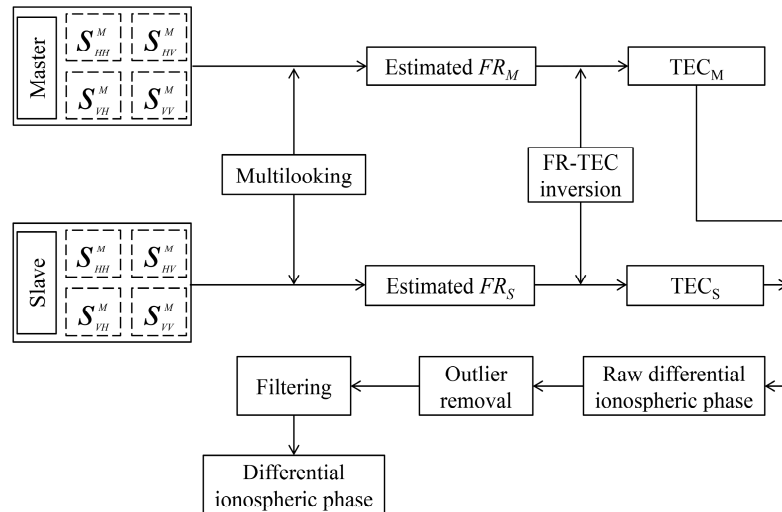 Master
S^M_HH S^M_HV
S^M_VH S^M_VV
Estimated FR_M
TEC_M
Multilooking
FR-TEC
inversion
Slave
S^M_HH S^M_HV
S^M_VH S^M_VV
Estimated FR_S
TEC_S
Filtering
Outlier
removal
Raw differential
ionospheric phase
Differential
ionospheric phase